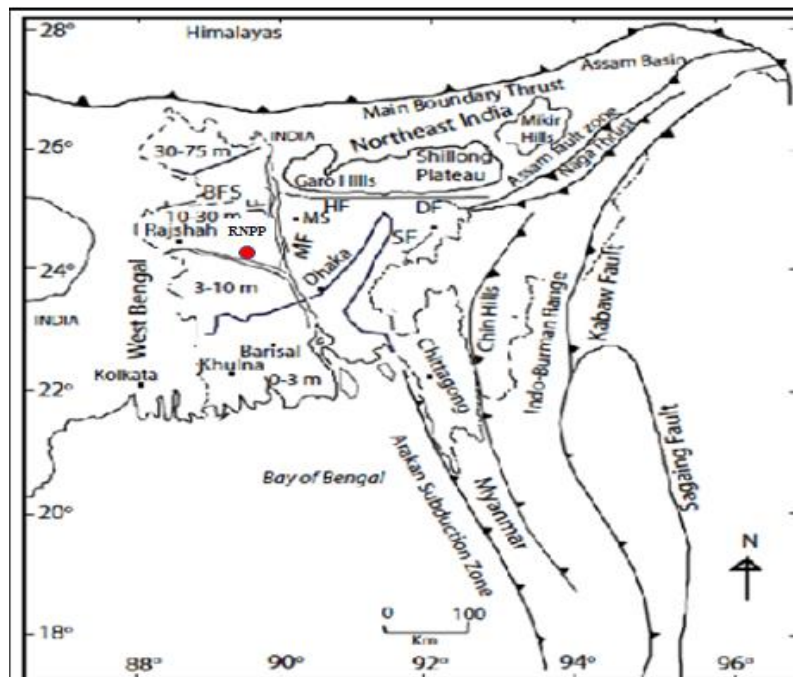 28°
Himalayas
Assam Basin
Main Boundary Thrust
Northeast India
26°
INDIA
Mikir
Hills
30-75 m
Shillong
Plateau
Garo Hills
Assam fault zone
Naga Thrust
BFS
HF
DF
10-30 m
MS
Rajshah
RNPP
MF
SF
24°
Dhaka
3-10 m
INDIA
West Bengal
Chin Hills
Indo-Burman Range
Kabaw Fault
Barisal
Khulna
0-3 m
Kolkata
Chittagong
22°
Sagaing Fault
Bay of Bengal
Arakan Subduction Zone
Myanmar
20°
N
0 100
Km
18°
88° 90° 92° 94° 96°